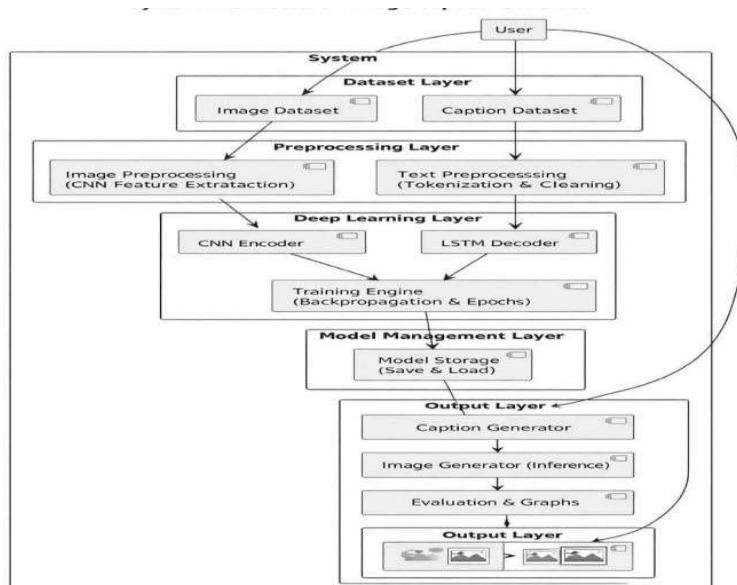 User
System
Dataset Layer
Image Dataset
Caption Dataset
Preprocessing Layer
Image Preprocessing
(CNN Feature Extrataction)
Text Preprocesssing
(Tokenization & Cleaning)
Deep Learning Layer
CNN Encoder
LSTM Decoder
Training Engine
(Backpropagation & Epochs)
Model Management Layer
Model Storage
(Save & Load)
Output Layer
Caption Generator
Image Generator (Inference)
Evaluation & Graphs
Output Layer